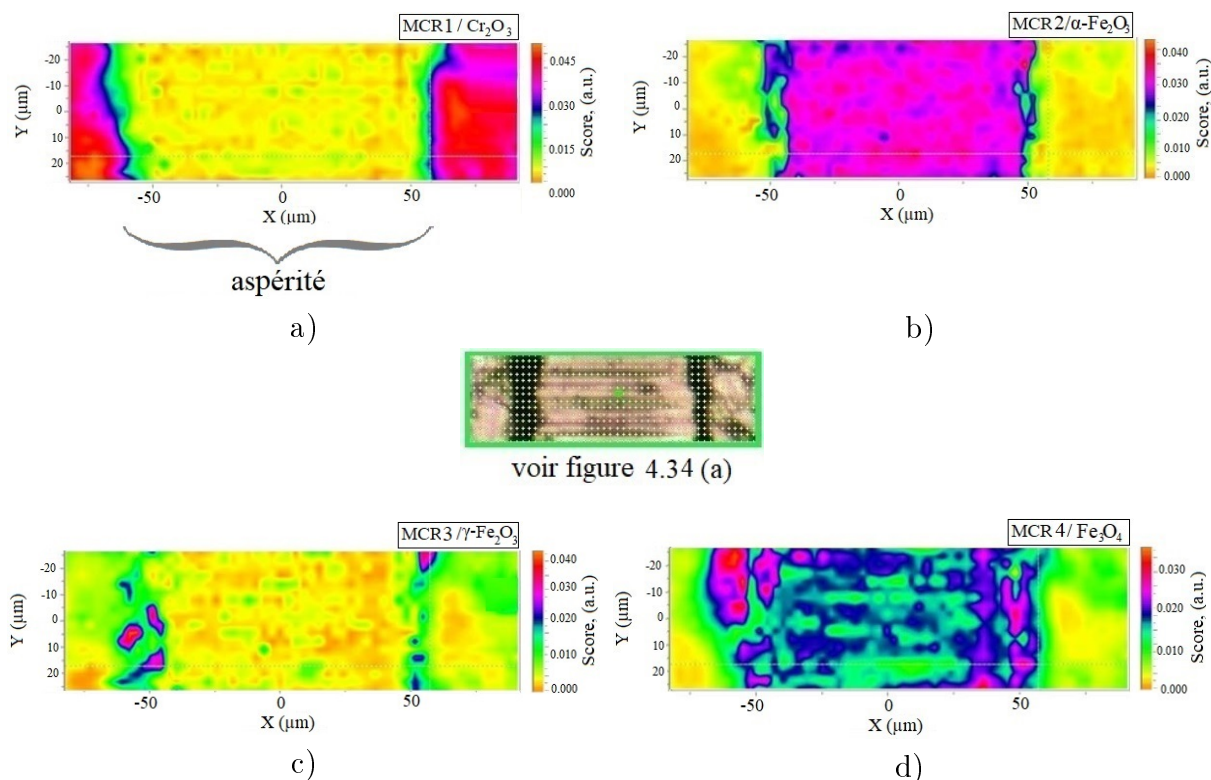 MCR1 / Cr₂O₃
-20
-10
0
10
20
Y (µm)
-50
0
50
X (µm)
0.045
0.030
0.015
0.000
Score, (a.u.)
aspérité
a)
MCR2/α-Fe₂O₃
-20
-10
0
10
20
Y (µm)
-50
0
50
X (µm)
0.040
0.030
0.020
0.010
0.000
Score, (a.u.)
b)
voir figure 4.34 (a)
MCR3/γ-Fe₂O₃
-20
-10
0
10
20
Y (µm)
-50
0
50
X (µm)
0.040
0.030
0.020
0.010
0.000
Score, (a.u.)
c)
MCR4/ Fe₃O₄
-20
-10
0
10
20
Y (µm)
-50
0
50
X (µm)
0.030
0.020
0.010
0.000
Score, (a.u.)
d)